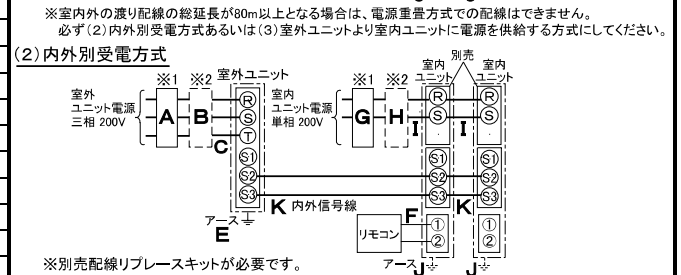 ※室内外の渡り配線の総延長が80m以上となる場合は、電源重畳方式での配線はできません。
必ず(2)内外別受電方式あるいは(3)室外ユニットより室内ユニットに電源を供給する方式にしてください。
(2)内外別受電方式
別売
※1 ※2 室外ユニット ※1 ※2 室内ユニット 室内ユニット
室外ユニット電源 三相 200V
A B C
R
S
T
S1
S2
S3
アース
E
室内ユニット電源 単相 200V
G H I I
R R
S S
S1 S1
S2 S2
S3 S3
K 内外信号線 K
リモコン F
① ①
② ②
アース J J
※別売配線リプレースキットが必要です。